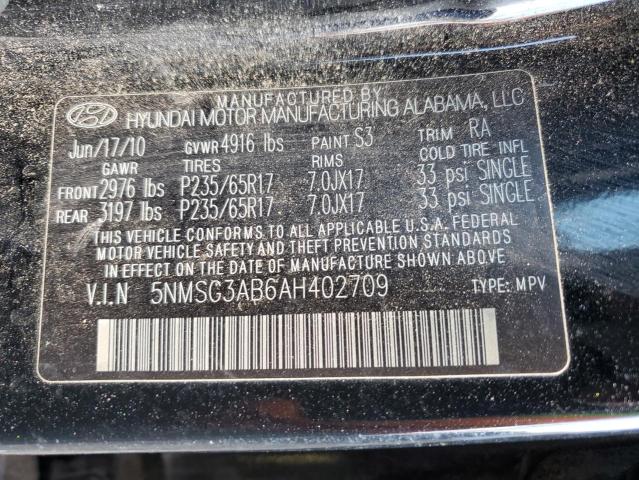 MANUFACTURED BY
HYUNDAI MOTOR MANUFACTURING ALABAMA, LLC
Jun/17/10 GVWR 4916 lbs PAINT S3 TRIM RA
GAWR TIRES RIMS COLD TIRE INFL
FRONT 2976 lbs P235/65R17 7.0JX17 33 psi SINGLE
REAR 3197 lbs P235/65R17 7.0JX17 33 psi SINGLE
THIS VEHICLE CONFORMS TO ALL APPLICABLE U.S.A. FEDERAL
MOTOR VEHICLE SAFETY AND THEFT PREVENTION STANDARDS
IN EFFECT ON THE DATE OF MANUFACTURE SHOWN ABOVE
V.I.N 5NMSG3AB6AH402709 TYPE: MPV